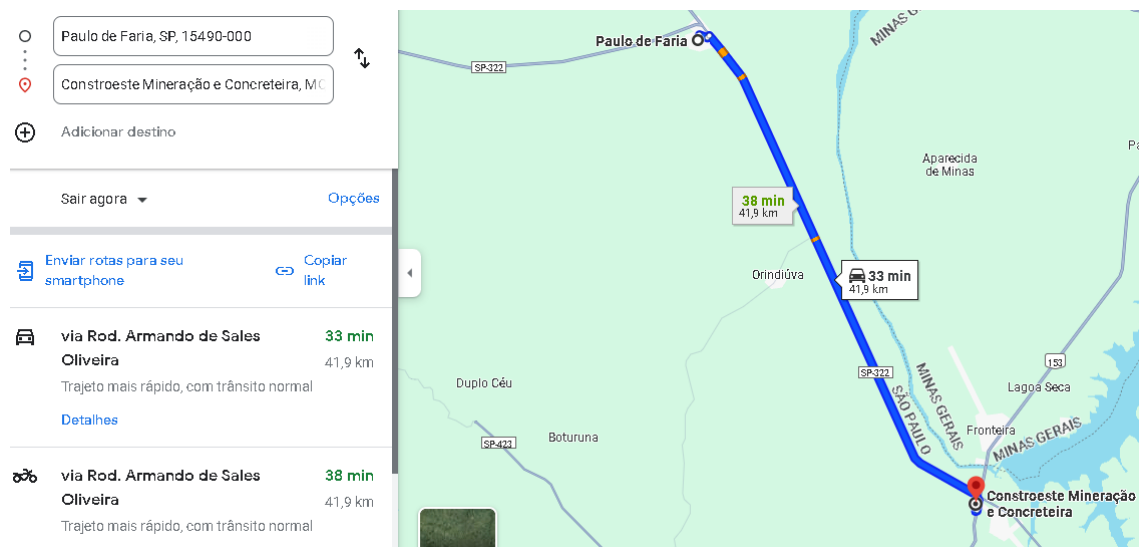 Paulo de Faria, SP, 15490-000
Constroeste Mineração e Concreteira, MC
Adicionar destino
Sair agora
Opções
Enviar rotas para seu
smartphone
Copiar
link
via Rod. Armando de Sales
Oliveira
33 min
41,9 km
Trajeto mais rápido, com trânsito normal
Detalhes
via Rod. Armando de Sales
Oliveira
38 min
41,9 km
Trajeto mais rápido, com trânsito normal
MINAS GERAIS
Paulo de Faria
SP-322
Aparecida
de Minas
38 min
41,9 km
Orindiúva
33 min
41,9 km
153
SP-322
Duplo Céu
Lagoa Seca
MINAS GERAIS
SÃO PAULO
Fronteira
MINAS GERAIS
SP-423
Boturuna
Constroeste Mineração
e Concreteira